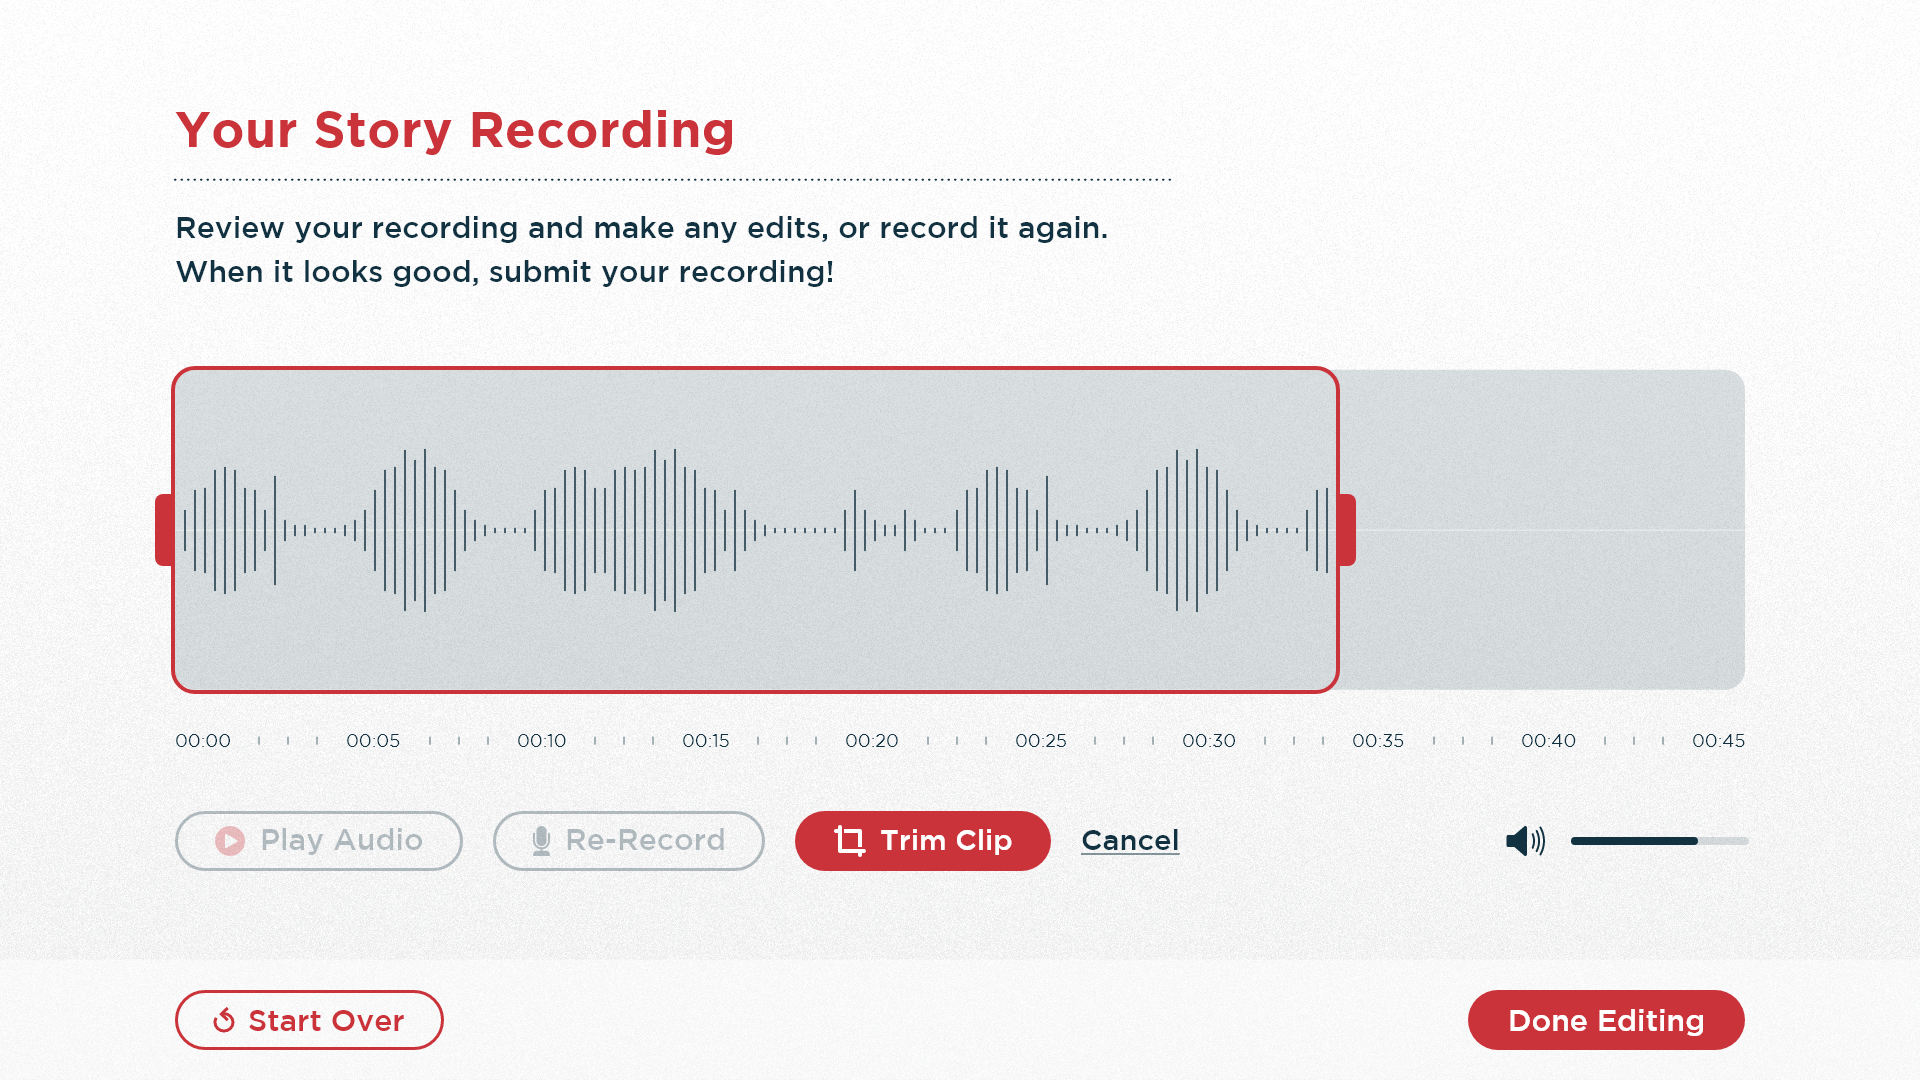 Your Story Recording
Review your recording and make any edits, or record it again.
When it looks good, submit your recording!
00:00 00:05 00:10 00:15 00:20 00:25 00:30 00:35 00:40 00:45
Play Audio Re-Record Trim Clip Cancel
Start Over Done Editing